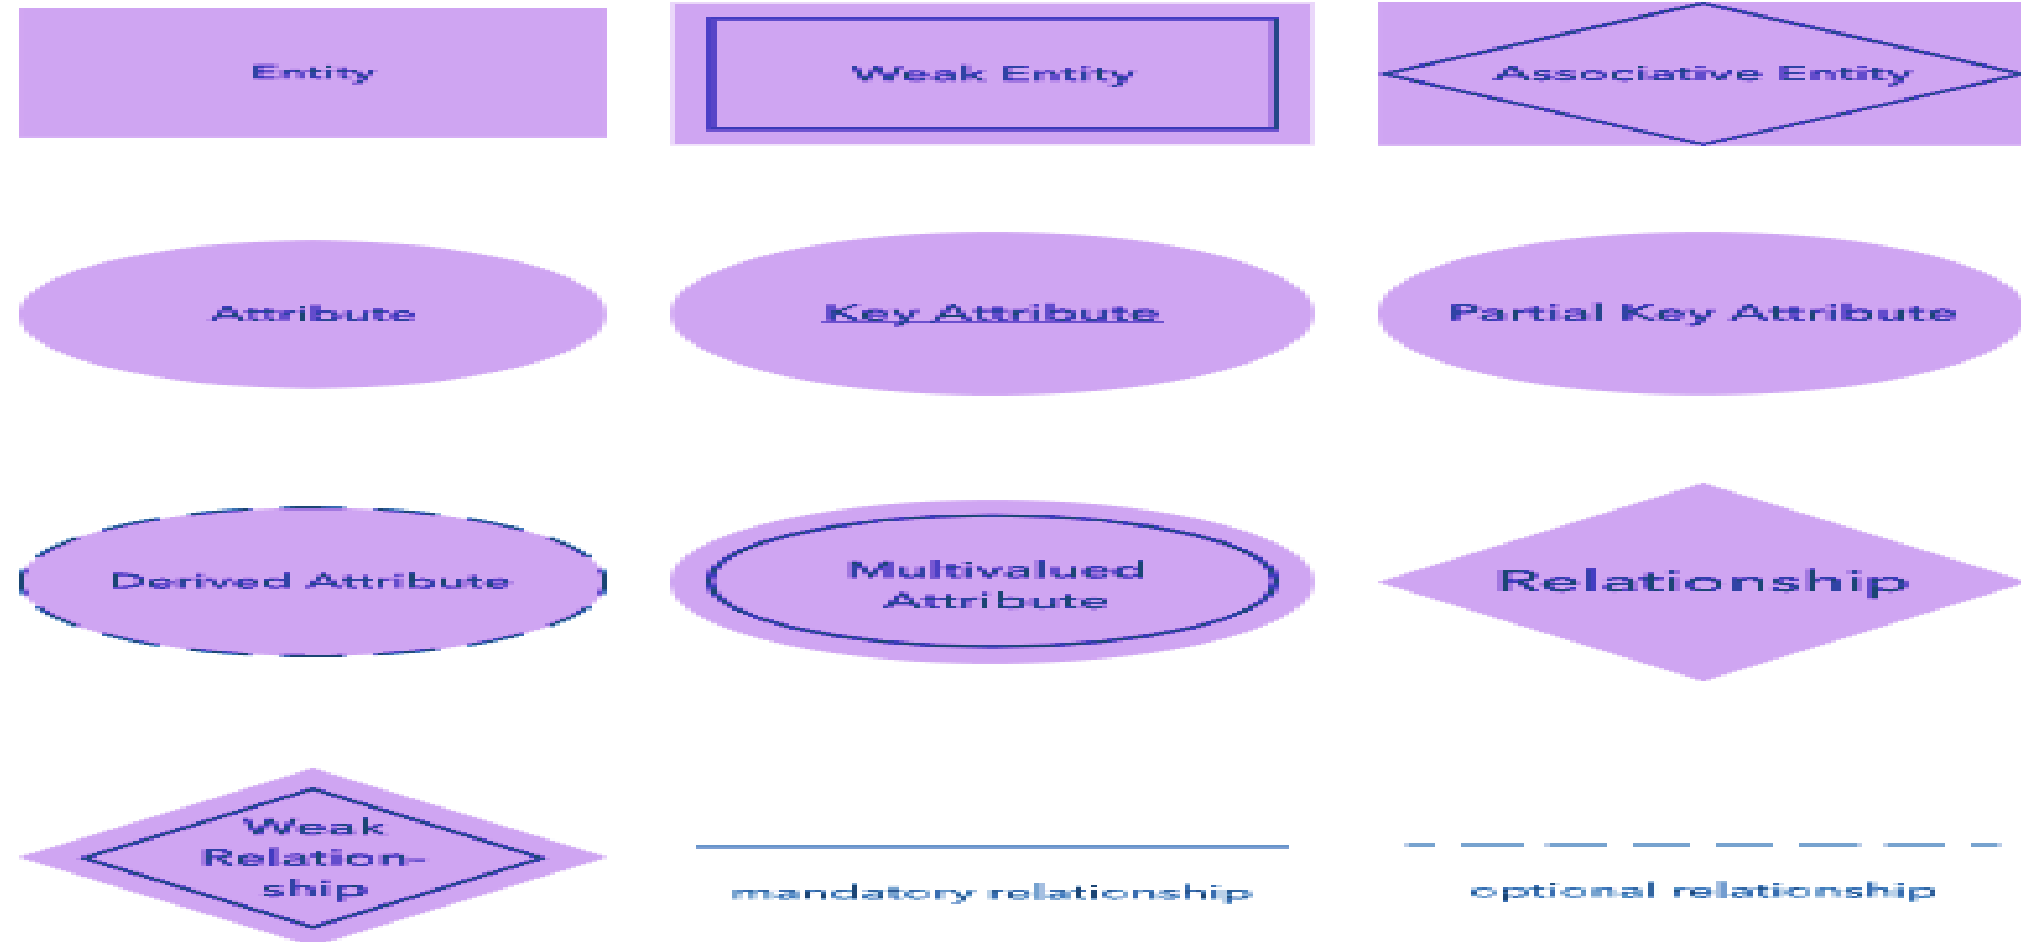 Entity
Weak Entity
Associative Entity
Attribute
Key Attribute
Partial Key Attribute
Derived Attribute
Multivalued
Attribute
Relationship
Weak
Relation-
ship
mandatory relationship
optional relationship